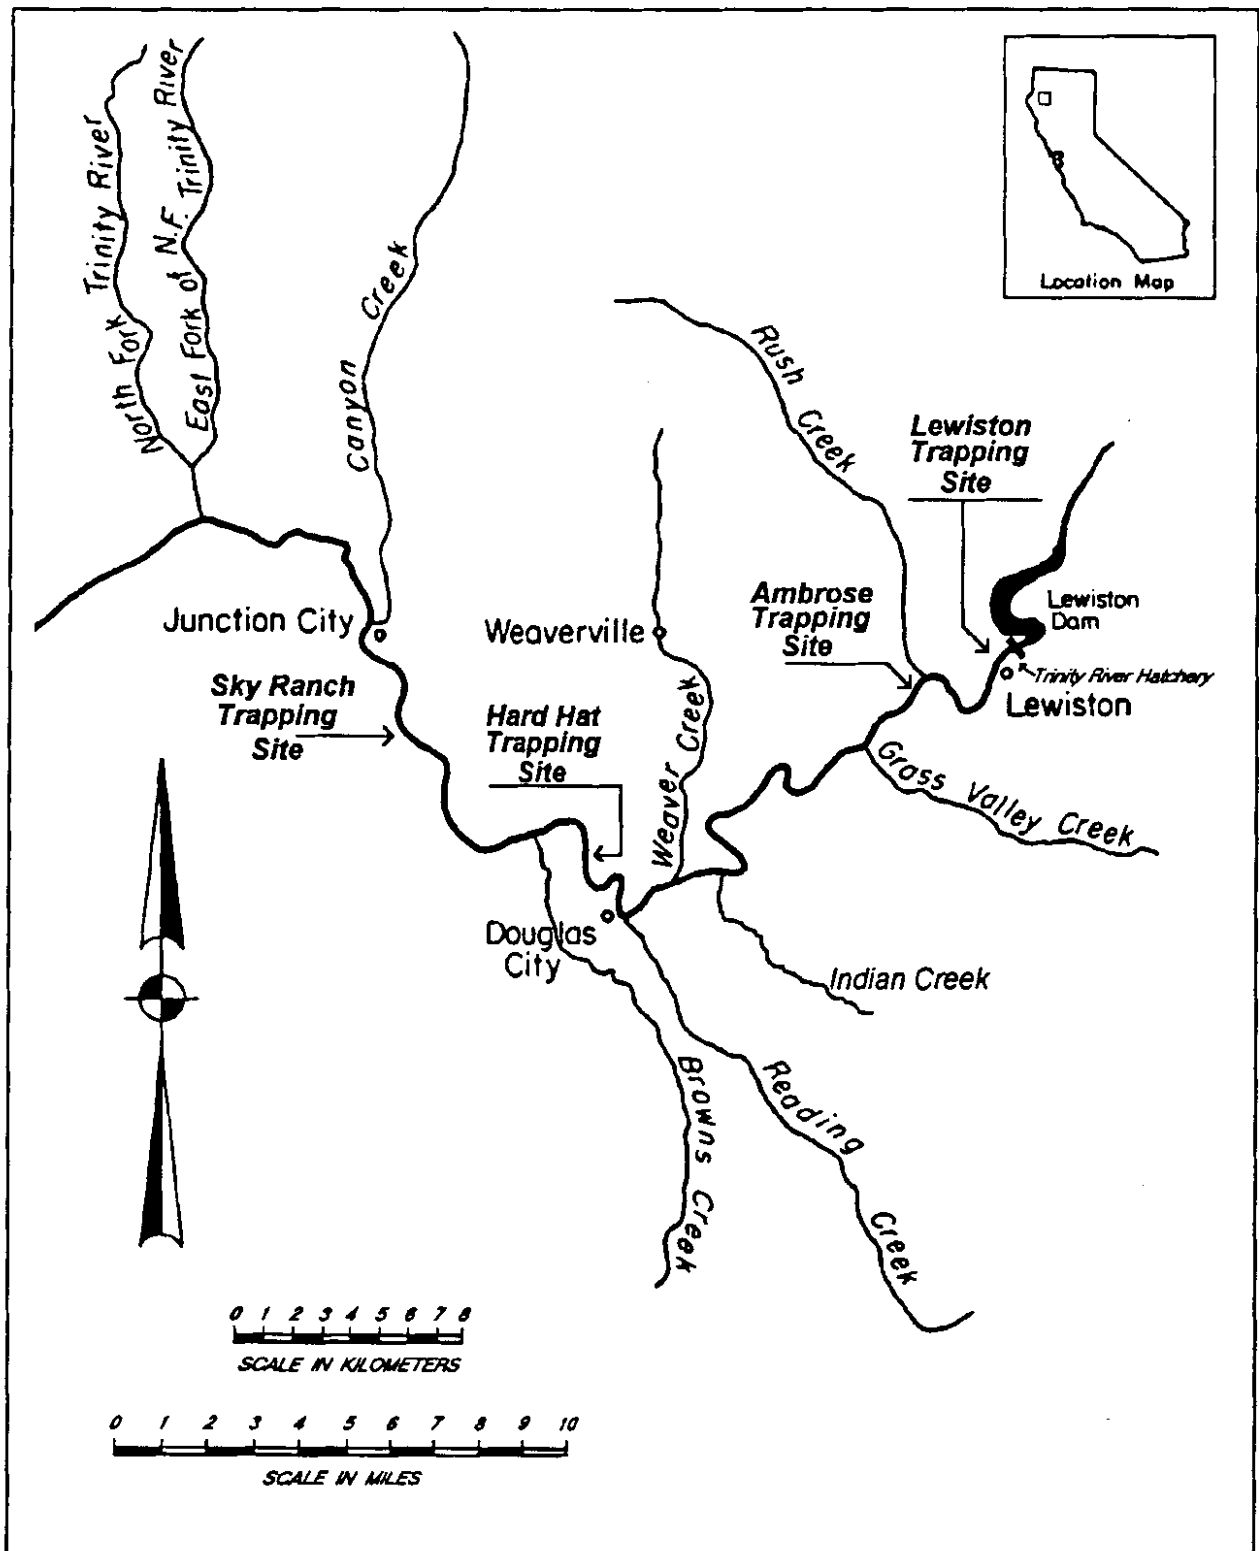 North Fork Trinity River
East Fork of N.F. Trinity River
Canyon Creek
Location Map
Rush Creek
Lewiston
Trapping
Site
Ambrose
Trapping
Site
Lewiston
Dam
Junction City
Weaverville
Trinity River Hatchery
Lewiston
Sky Ranch
Trapping
Site
Hard Hat
Trapping
Site
Weaver Creek
Grass Valley Creek
Douglas
City
Indian Creek
Browns Creek
Reading Creek
0 1 2 3 4 5 6 7 8
SCALE IN KILOMETERS
0 1 2 3 4 5 6 7 8 9 10
SCALE IN MILES